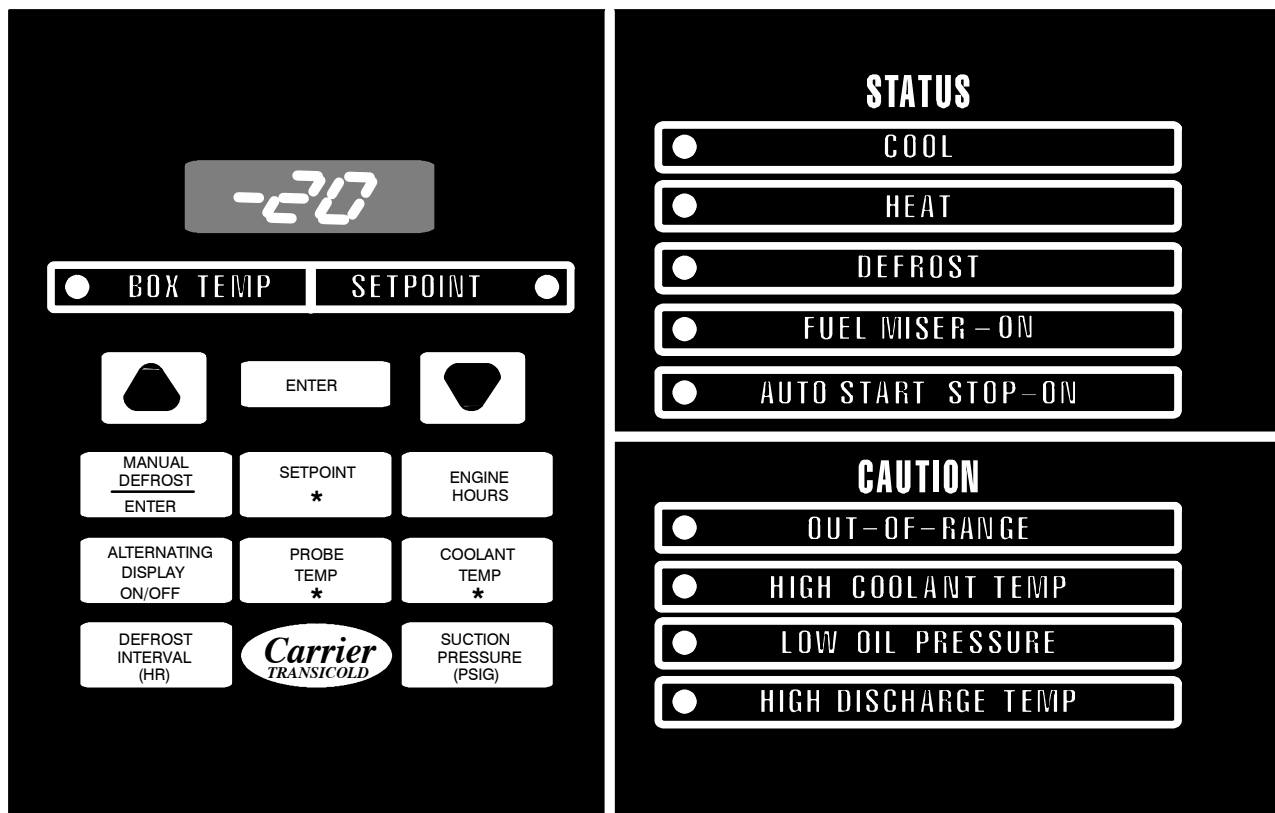 -20
BOX TEMP
SETPOINT
ENTER
MANUAL
DEFROST
ENTER
SETPOINT
*
ENGINE
HOURS
ALTERNATING
DISPLAY
ON/OFF
PROBE
TEMP
*
COOLANT
TEMP
*
DEFROST
INTERVAL
(HR)
Carrier
TRANSICOLD
SUCTION
PRESSURE
(PSIG)
STATUS
COOL
HEAT
DEFROST
FUEL MISER–ON
AUTO START STOP–ON
CAUTION
OUT–OF–RANGE
HIGH COOLANT TEMP
LOW OIL PRESSURE
HIGH DISCHARGE TEMP